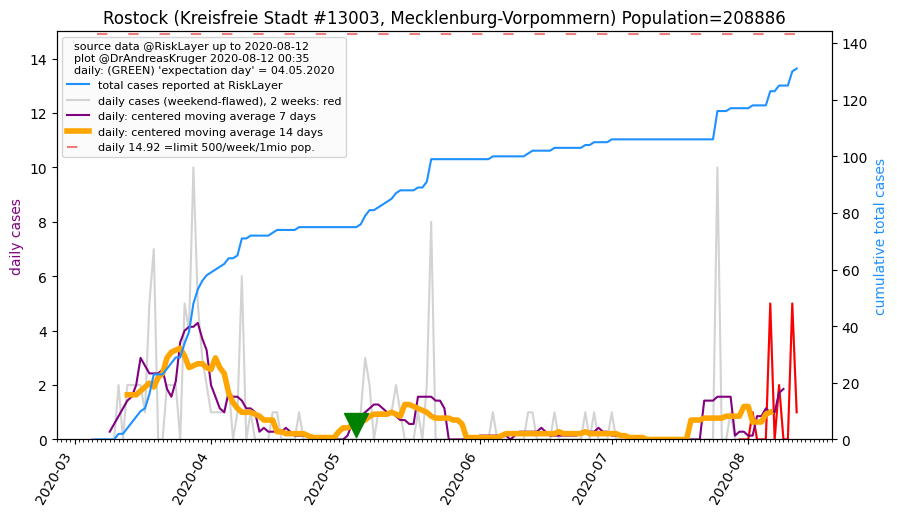 Rostock (Kreisfreie Stadt #13003, Mecklenburg-Vorpommern) Population=208886
source data @RiskLayer up to 2020-08-12
plot @DrAndreasKruger 2020-08-12 00:35
daily: (GREEN) 'expectation day' = 04.05.2020
total cases reported at RiskLayer
daily cases (weekend-flawed), 2 weeks: red
daily: centered moving average 7 days
daily: centered moving average 14 days
daily 14.92 =limit 500/week/1mio pop.
daily cases
14
12
10
8
6
4
2
0
140
120
100
80
60
40
20
0
cumulative total cases
2020-03
2020-04
2020-05
2020-06
2020-07
2020-08